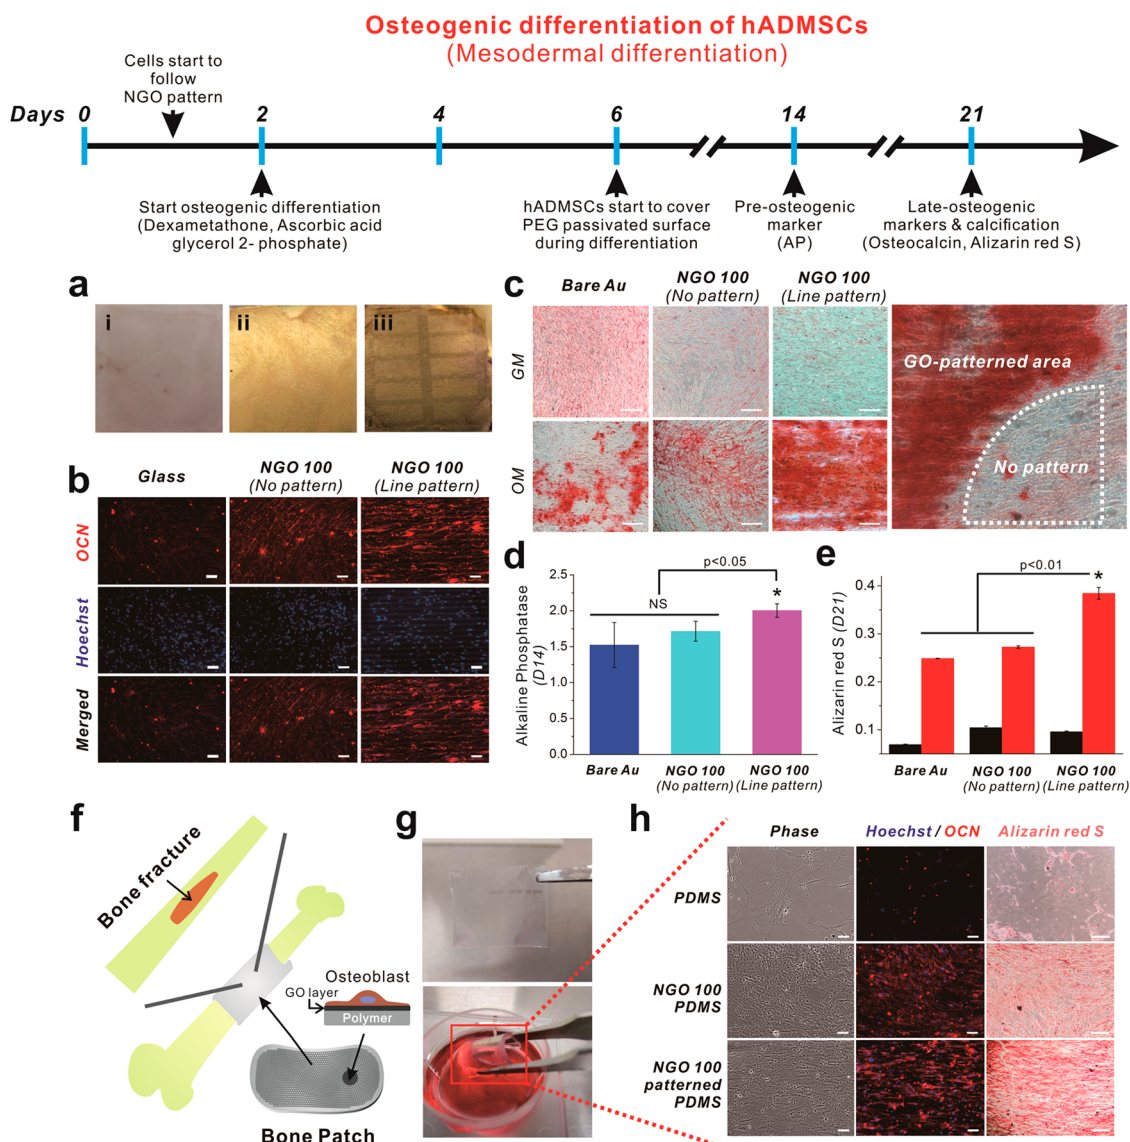 Osteogenic differentiation of hADMSCs
(Mesodermal differentiation)
Cells start to
follow
NGO pattern
Days 0 2 4 6 14 21
Start osteogenic differentiation
(Dexametathone, Ascorbic acid
glycerol 2- phosphate)
hADMSCs start to cover
PEG passivated surface
during differentiation
Pre-osteogenic
marker
(AP)
Late-osteogenic
markers & calcification
(Osteocalcin, Alizarin red S)
a
i ii iii
b
Glass
NGO 100
(No pattern)
NGO 100
(Line pattern)
OCN
Hoechst
Merged
c
Bare Au
NGO 100
(No pattern)
NGO 100
(Line pattern)
GM
OM
GO-patterned area
No pattern
d
Alkaline Phosphatase
(D14)
2.5
2.0
1.5
1.0
0.5
0.0
p<0.05
NS
*
Bare Au
NGO 100
(No pattern)
NGO 100
(Line pattern)
e
Alizarin red S (D21)
0.4
0.3
0.2
0.1
p<0.01
*
Bare Au
NGO 100
(No pattern)
NGO 100
(Line pattern)
f
Bone fracture
Osteoblast
GO layer
Polymer
Bone Patch
g
h
Phase
Hoechst / OCN
Alizarin red S
PDMS
NGO 100
PDMS
NGO 100
patterned
PDMS